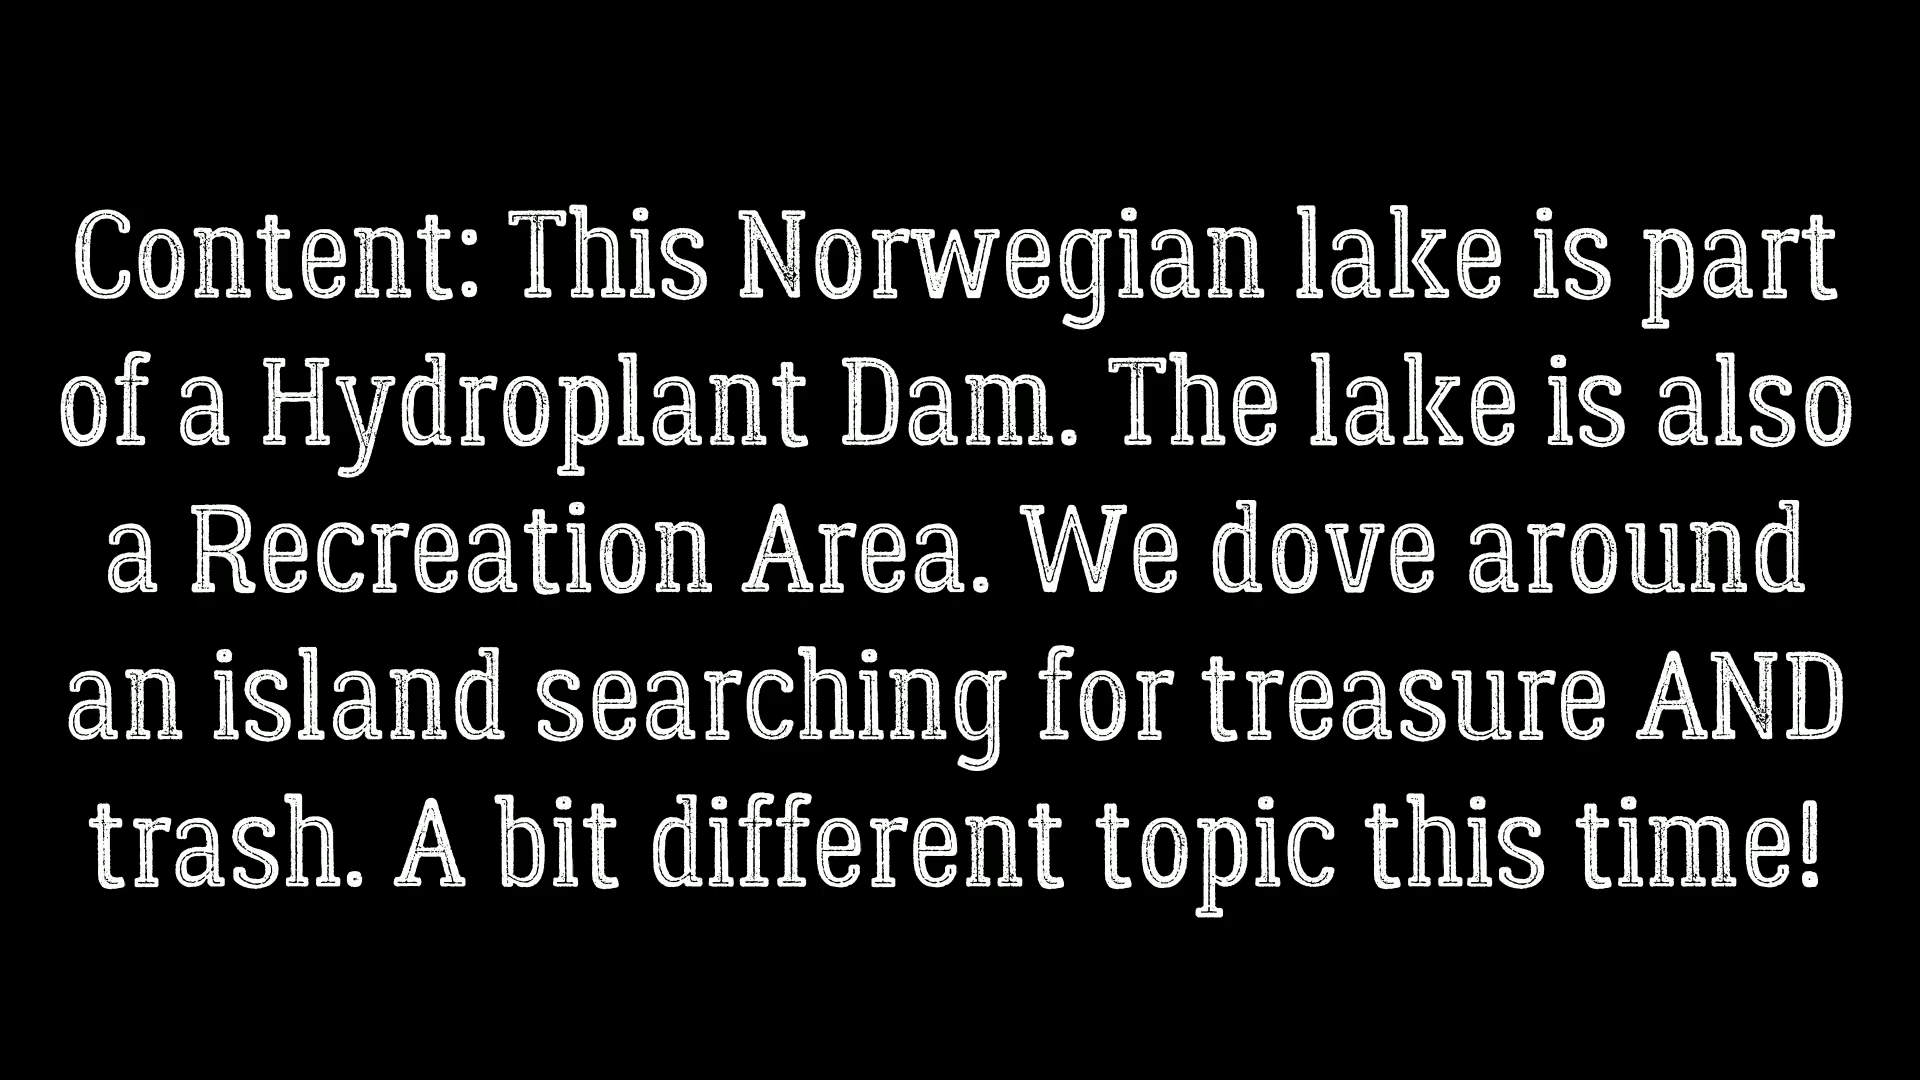 Content: This Norwegian lake is part
of a Hydroplant Dam. The lake is also
a Recreation Area. We dove around
an island searching for treasure AND
trash. A bit different topic this time!